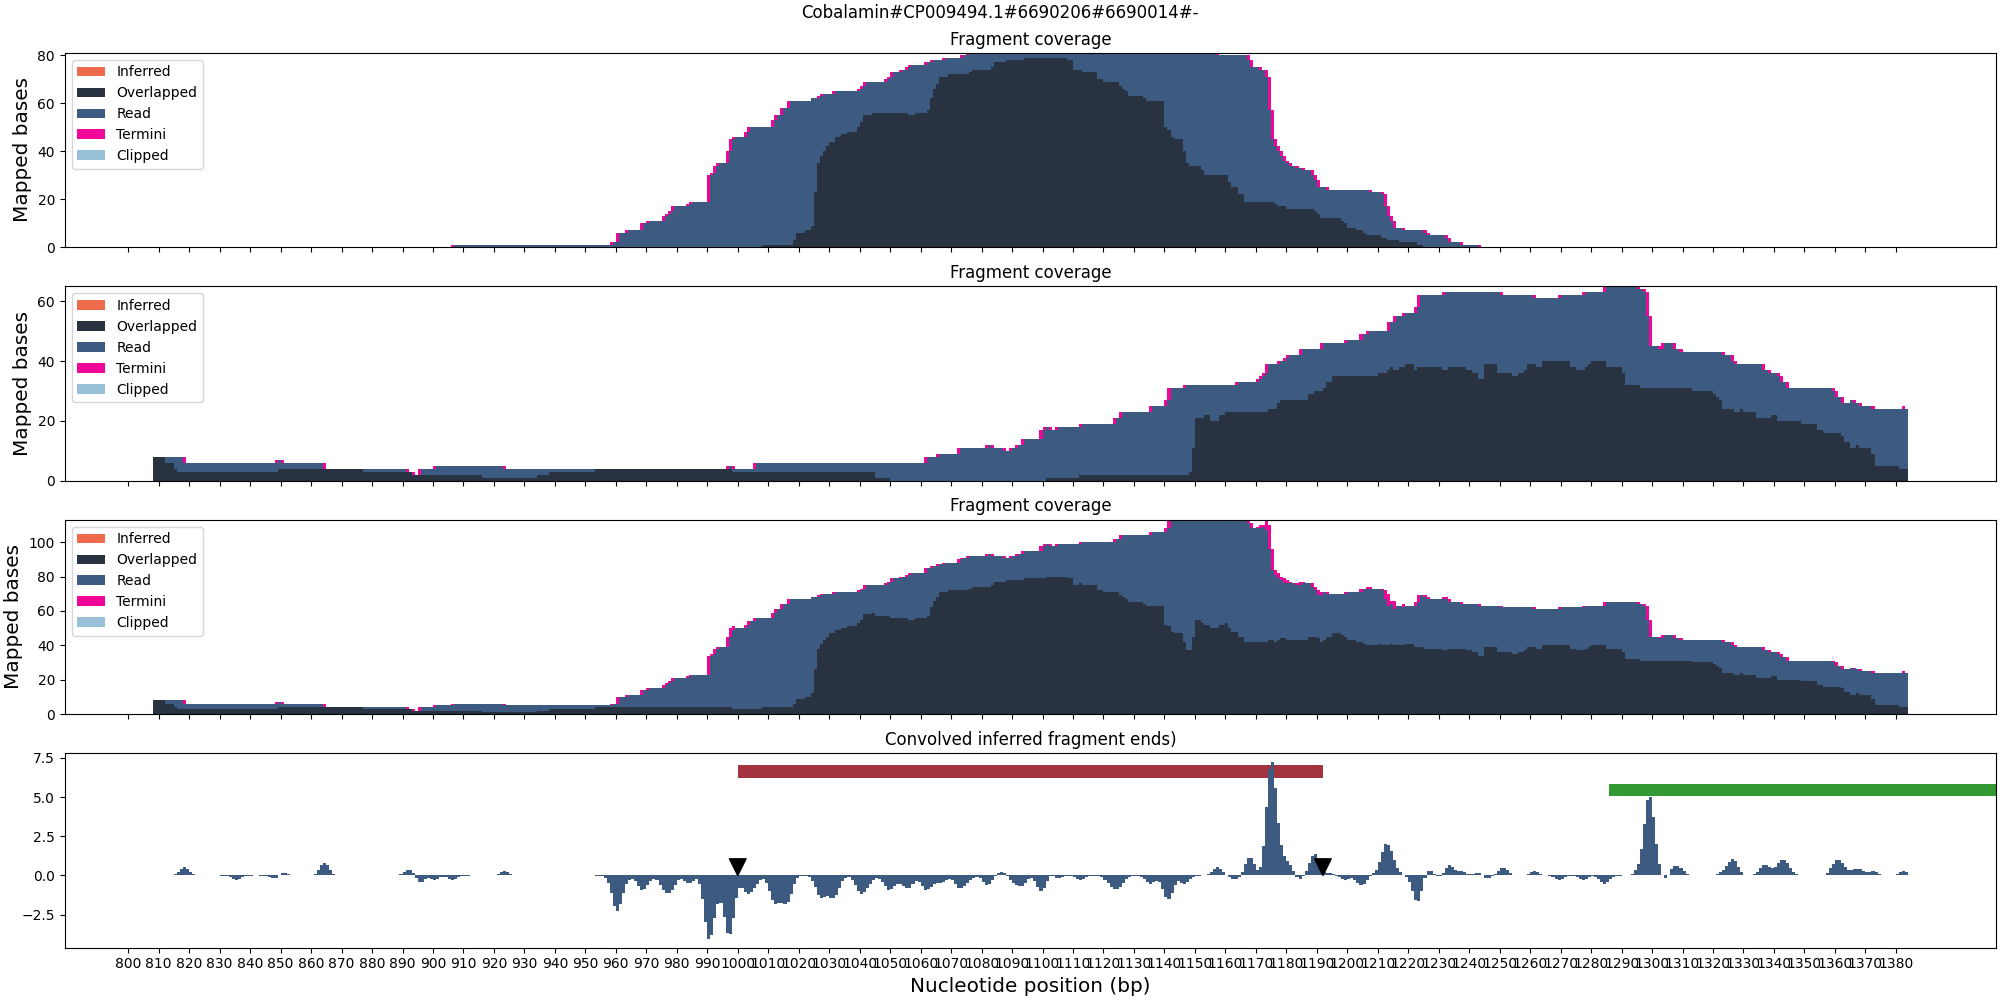 Cobalamin#CP009494.1#6690206#6690014#-
Fragment coverage
Mapped bases
80
60
40
20
0
Inferred
Overlapped
Read
Termini
Clipped
Fragment coverage
Mapped bases
60
40
20
0
Inferred
Overlapped
Read
Termini
Clipped
Fragment coverage
Mapped bases
100
80
60
40
20
0
Inferred
Overlapped
Read
Termini
Clipped
Convolved inferred fragment ends)
7.5
5.0
2.5
0.0
−2.5
800 810 820 830 840 850 860 870 880 890 900 910 920 930 940 950 960 970 980 990 1000 1010 1020 1030 1040 1050 1060 1070 1080 1090 1100 1110 1120 1130 1140 1150 1160 1170 1180 1190 1200 1210 1220 1230 1240 1250 1260 1270 1280 1290 1300 1310 1320 1330 1340 1350 1360 1370 1380
Nucleotide position (bp)